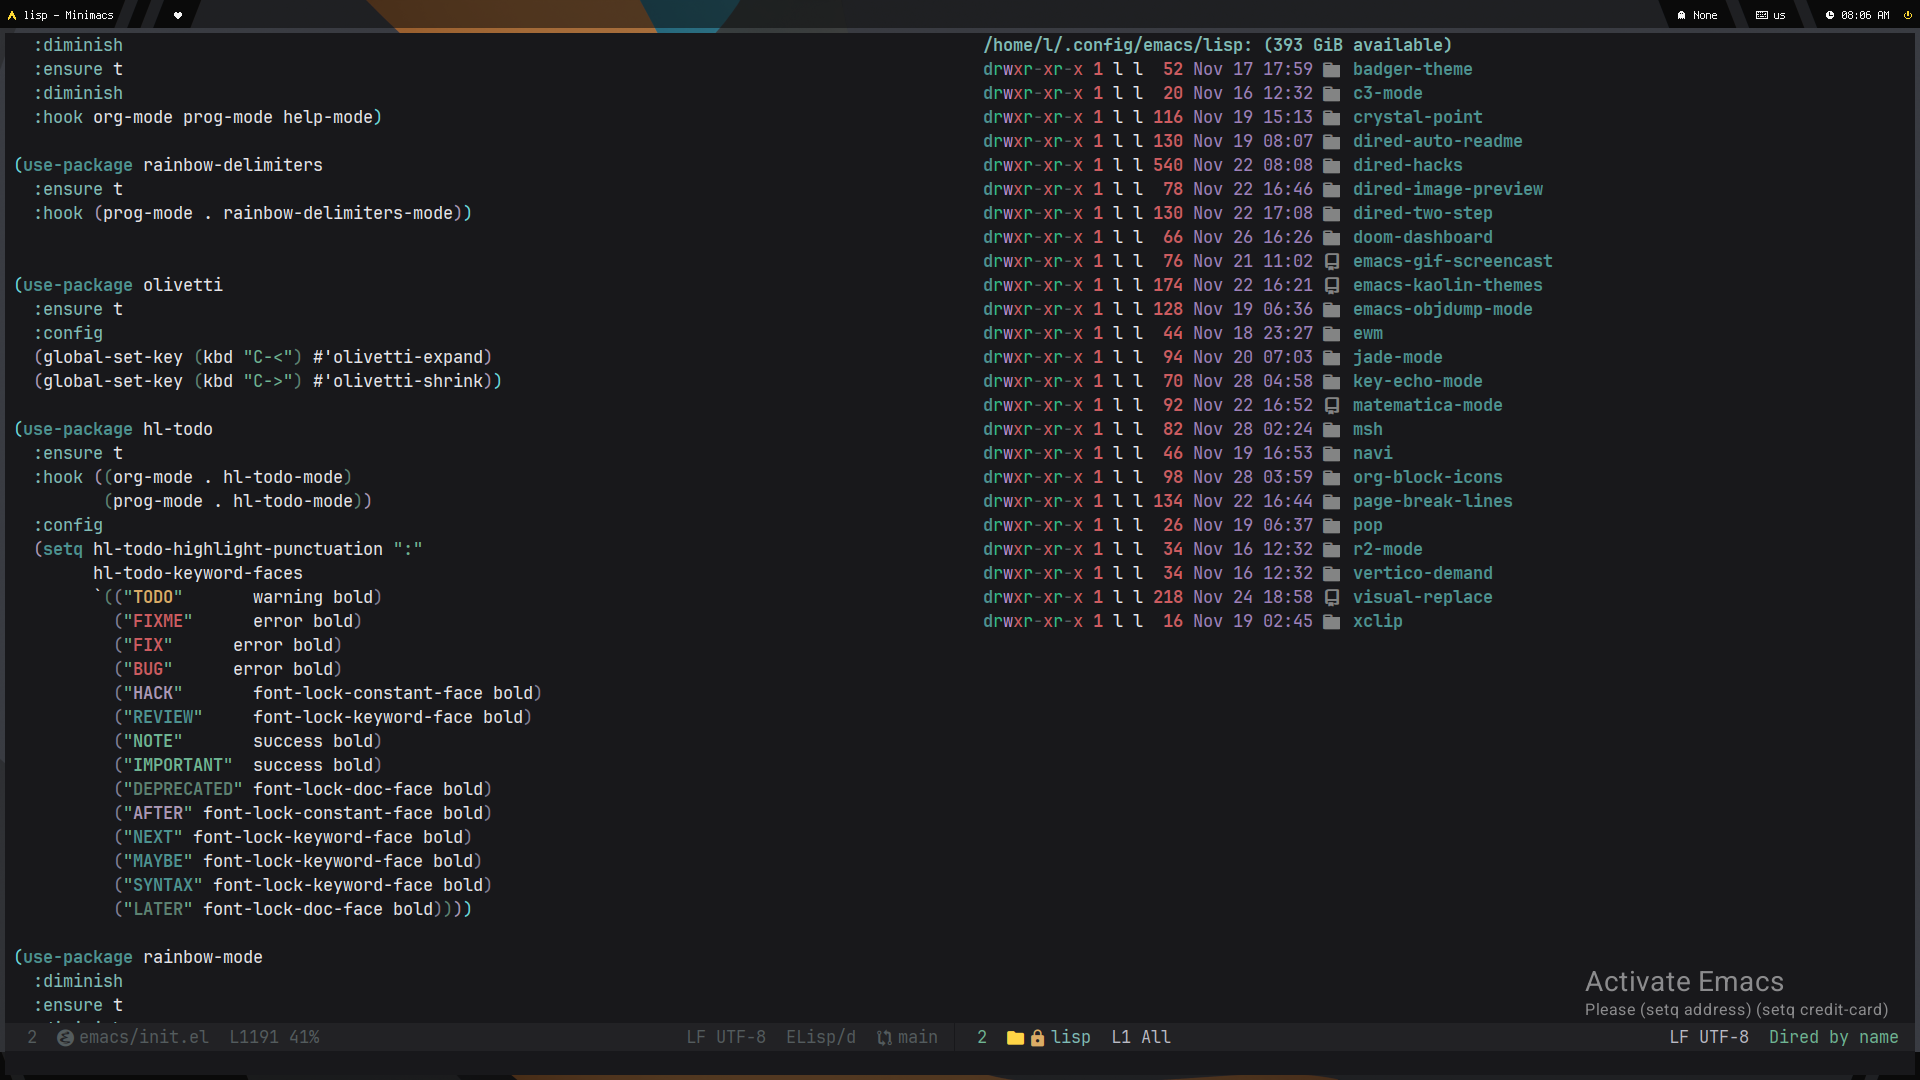 lisp - Minimacs
None
us
08:06 AM
:diminish
:ensure t
:diminish
:hook org-mode prog-mode help-mode)
(use-package rainbow-delimiters
:ensure t
:hook (prog-mode . rainbow-delimiters-mode))
(use-package olivetti
:ensure t
:config
(global-set-key (kbd "C-<") #'olivetti-expand)
(global-set-key (kbd "C->") #'olivetti-shrink))
(use-package hl-todo
:ensure t
:hook ((org-mode . hl-todo-mode)
(prog-mode . hl-todo-mode))
:config
(setq hl-todo-highlight-punctuation ":"
hl-todo-keyword-faces
`(("TODO" warning bold)
("FIXME" error bold)
("FIX" error bold)
("BUG" error bold)
("HACK" font-lock-constant-face bold)
("REVIEW" font-lock-keyword-face bold)
("NOTE" success bold)
("IMPORTANT" success bold)
("DEPRECATED" font-lock-doc-face bold)
("AFTER" font-lock-constant-face bold)
("NEXT" font-lock-keyword-face bold)
("MAYBE" font-lock-keyword-face bold)
("SYNTAX" font-lock-keyword-face bold)
("LATER" font-lock-doc-face bold))))
(use-package rainbow-mode
:diminish
:ensure t
2 emacs/init.el L1191 41% LF UTF-8 ELisp/d main
/home/l/.config/emacs/lisp: (393 GiB available)
drwxr-xr-x 1 l l 52 Nov 17 17:59 badger-theme
drwxr-xr-x 1 l l 20 Nov 16 12:32 c3-mode
drwxr-xr-x 1 l l 116 Nov 19 15:13 crystal-point
drwxr-xr-x 1 l l 130 Nov 19 08:07 dired-auto-readme
drwxr-xr-x 1 l l 540 Nov 22 08:08 dired-hacks
drwxr-xr-x 1 l l 78 Nov 22 16:46 dired-image-preview
drwxr-xr-x 1 l l 130 Nov 22 17:08 dired-two-step
drwxr-xr-x 1 l l 66 Nov 26 16:26 doom-dashboard
drwxr-xr-x 1 l l 76 Nov 21 11:02 emacs-gif-screencast
drwxr-xr-x 1 l l 174 Nov 22 16:21 emacs-kaolin-themes
drwxr-xr-x 1 l l 128 Nov 19 06:36 emacs-objdump-mode
drwxr-xr-x 1 l l 44 Nov 18 23:27 ewm
drwxr-xr-x 1 l l 94 Nov 20 07:03 jade-mode
drwxr-xr-x 1 l l 70 Nov 28 04:58 key-echo-mode
drwxr-xr-x 1 l l 92 Nov 22 16:52 matematica-mode
drwxr-xr-x 1 l l 82 Nov 28 02:24 msh
drwxr-xr-x 1 l l 46 Nov 19 16:53 navi
drwxr-xr-x 1 l l 98 Nov 28 03:59 org-block-icons
drwxr-xr-x 1 l l 134 Nov 22 16:44 page-break-lines
drwxr-xr-x 1 l l 26 Nov 19 06:37 pop
drwxr-xr-x 1 l l 34 Nov 16 12:32 r2-mode
drwxr-xr-x 1 l l 34 Nov 16 12:32 vertico-demand
drwxr-xr-x 1 l l 218 Nov 24 18:58 visual-replace
drwxr-xr-x 1 l l 16 Nov 19 02:45 xclip
Activate Emacs
Please (setq address) (setq credit-card)
2 lisp L1 All LF UTF-8 Dired by name